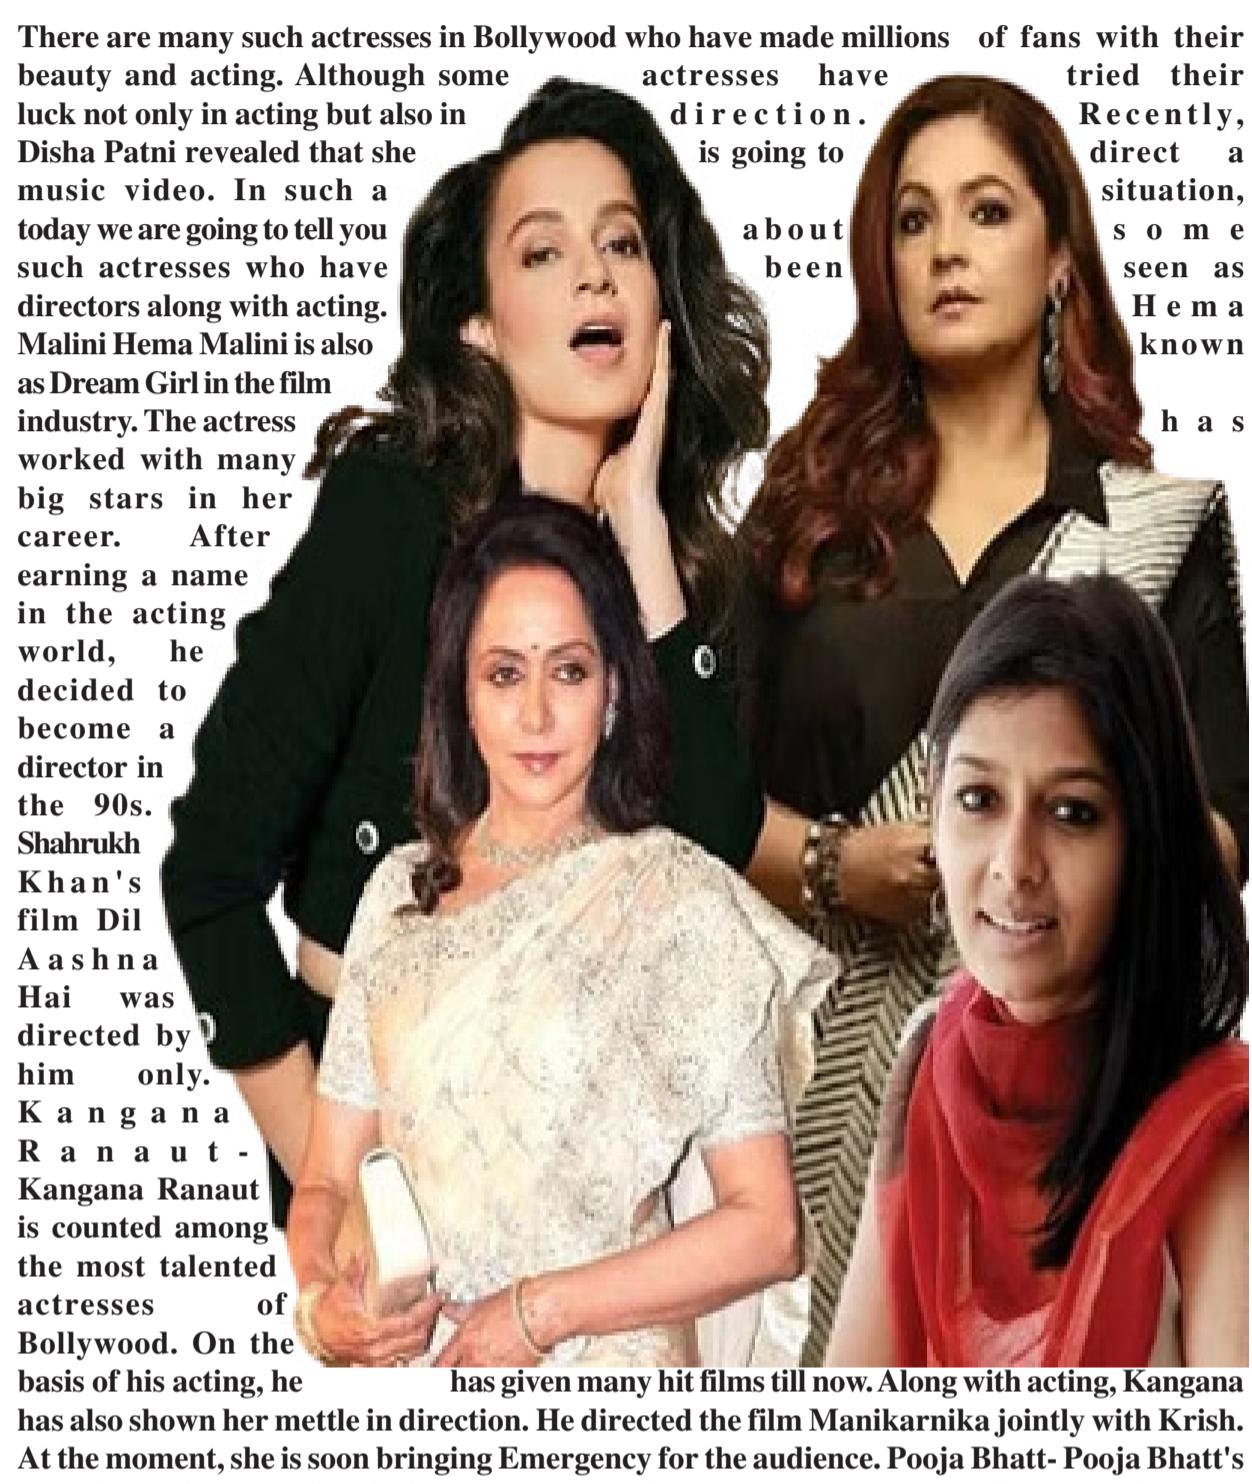 There are many such actresses in Bollywood who have made millions of fans with their
beauty and acting. Although some actresses have tried their
luck not only in acting but also in direction. Recently,
Disha Patni revealed that she is going to direct a
music video. In such a situation,
today we are going to tell you about some
such actresses who have been seen as
directors along with acting. Hema
Malini Hema Malini is also known
as Dream Girl in the film
industry. The actress has
worked with many
big stars in her
career. After
earning a name
in the acting
world, he
decided to
become a
director in
the 90s.
Shahrukh
Khan's
film Dil
Aashna
Hai was
directed by
him only.
Kangana
Ranaut-
Kangana Ranaut
is counted among
the most talented
actresses of
Bollywood. On the
basis of his acting, he has given many hit films till now. Along with acting, Kangana
has also shown her mettle in direction. He directed the film Manikarnika jointly with Krish.
At the moment, she is soon bringing Emergency for the audience. Pooja Bhatt- Pooja Bhatt's